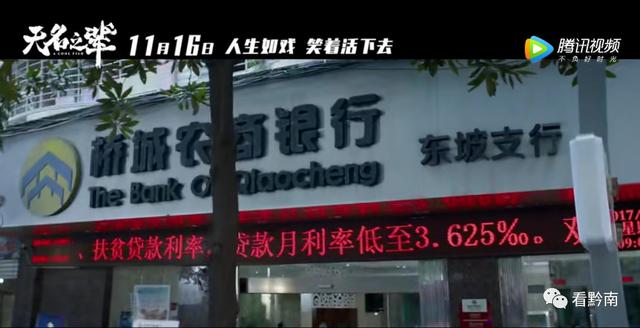 无名之辈
A COOL FISH
11月16日 人生如戏 笑着活下去
腾讯视频
不负好时光
桥城农商银行
The Bank Of Qiaocheng
东坡支行
、扶贫贷款利率 贷款月利率低至3.625‰。
017/
看黔南